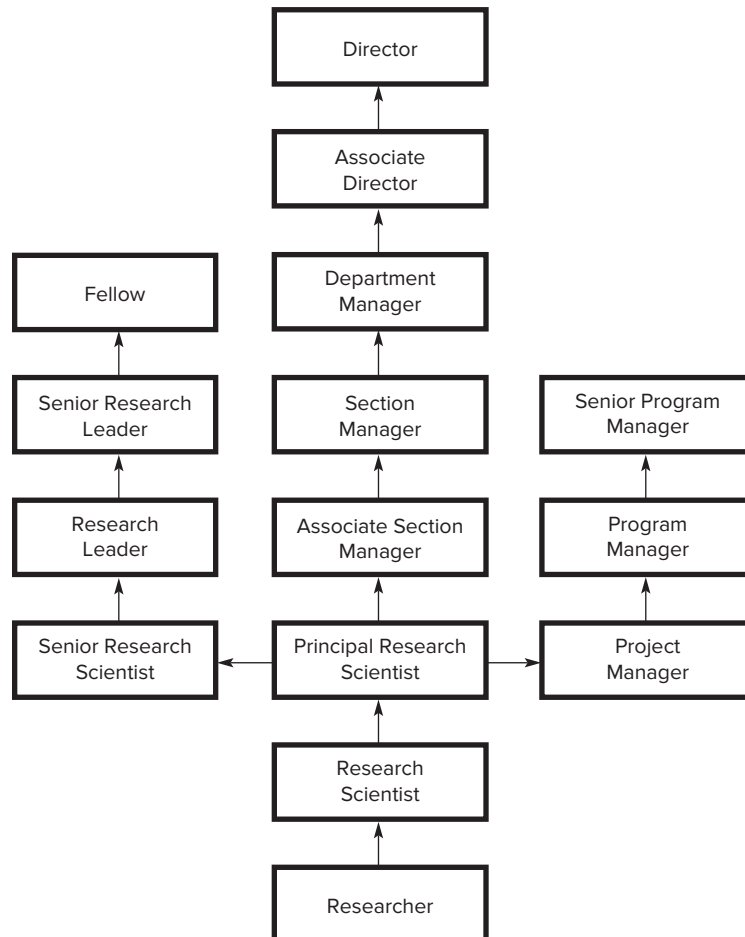 Director
Associate
Director
Department
Manager
Fellow
Senior Research
Leader
Section
Manager
Senior Program
Manager
Research
Leader
Associate Section
Manager
Program
Manager
Senior Research
Scientist
Principal Research
Scientist
Project
Manager
Research
Scientist
Researcher